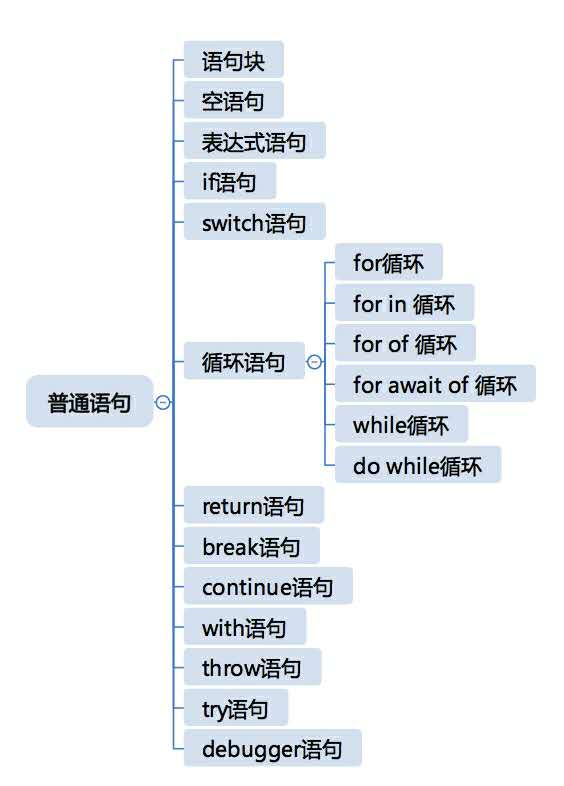 普通语句
语句块
空语句
表达式语句
if语句
switch语句
循环语句
for循环
for in 循环
for of 循环
for await of 循环
while循环
do while循环
return语句
break语句
continue语句
with语句
throw语句
try语句
debugger语句